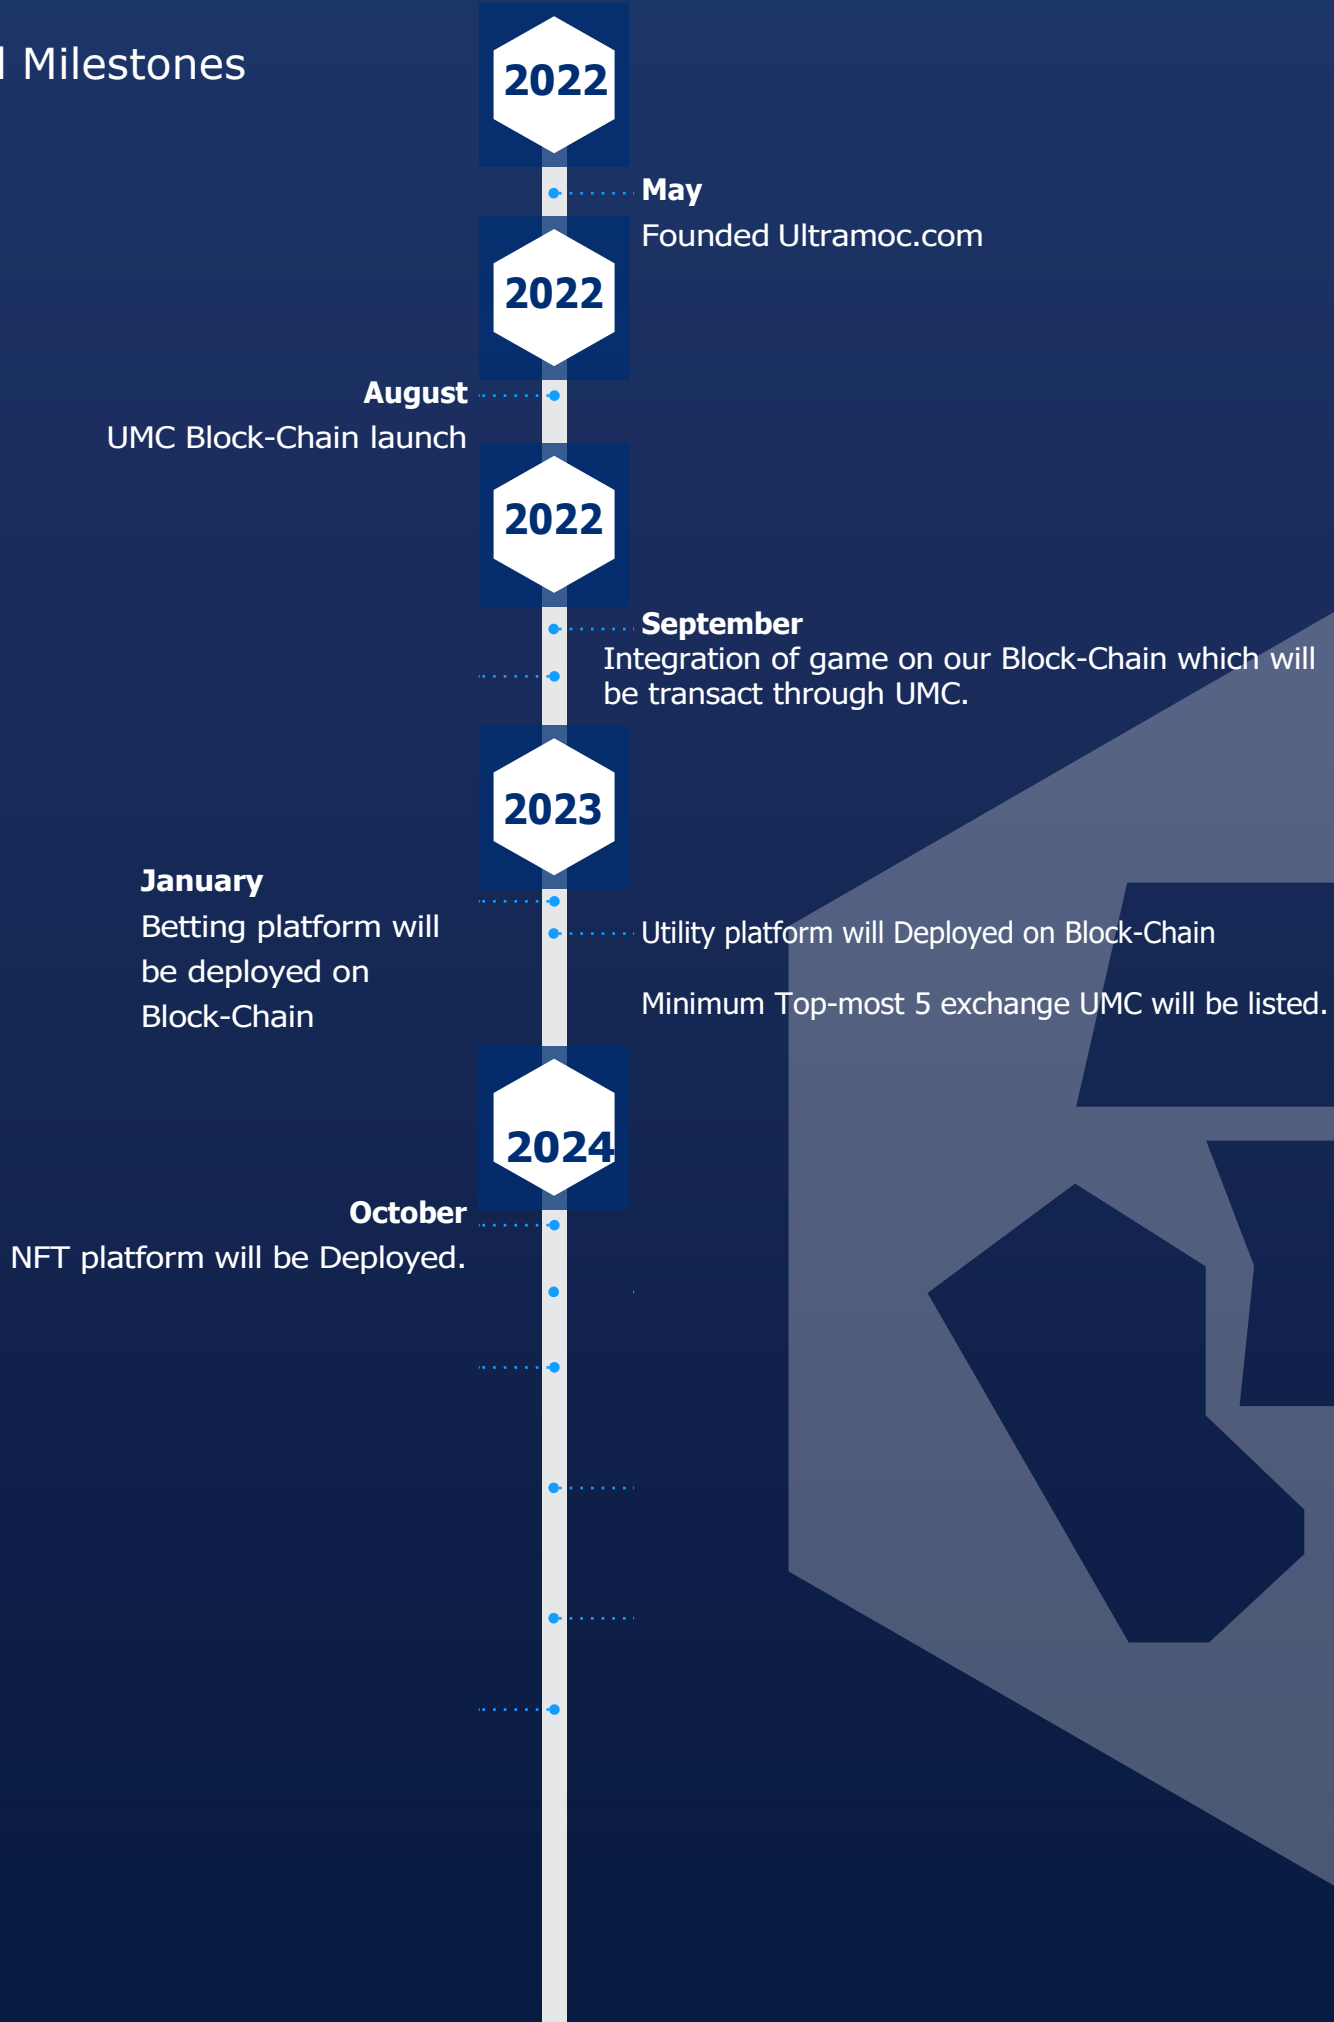 Milestones
2022
May
Founded Ultramoc.com
2022
August
UMC Block-Chain launch
2022
September
Integration of game on our Block-Chain which will
be transact through UMC.
2023
January
Betting platform will
be deployed on
Block-Chain
Utility platform will Deployed on Block-Chain
Minimum Top-most 5 exchange UMC will be listed.
2024
October
NFT platform will be Deployed.